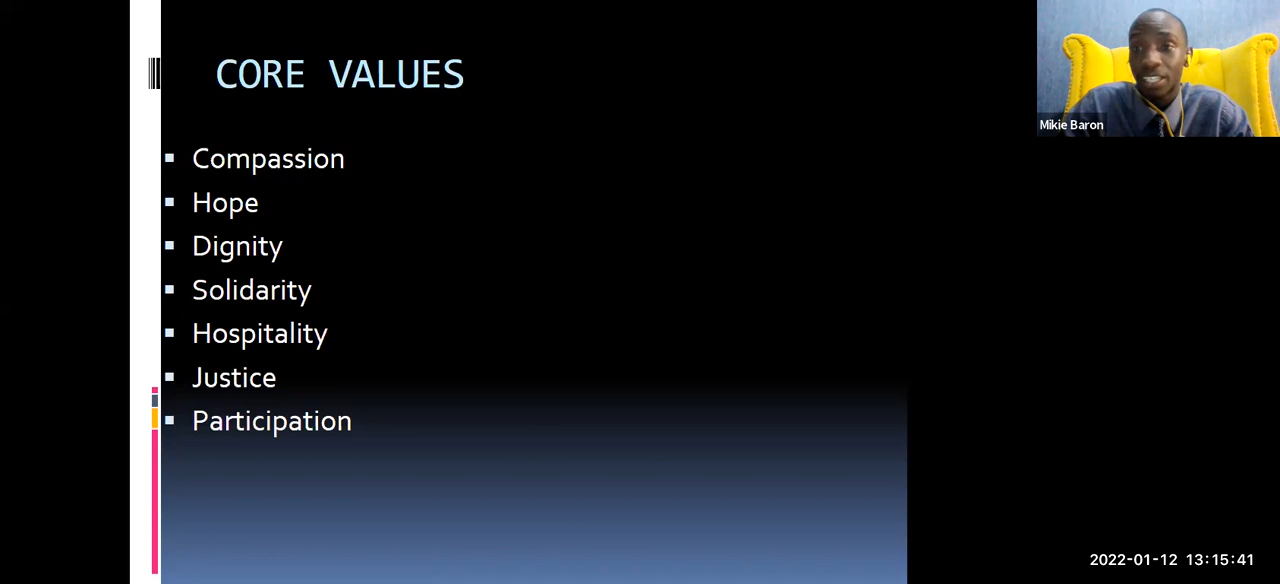 CORE VALUES
Compassion
Hope
Dignity
Solidarity
Hospitality
Justice
Participation
Mikie Baron
2022-01-12 13:15:41